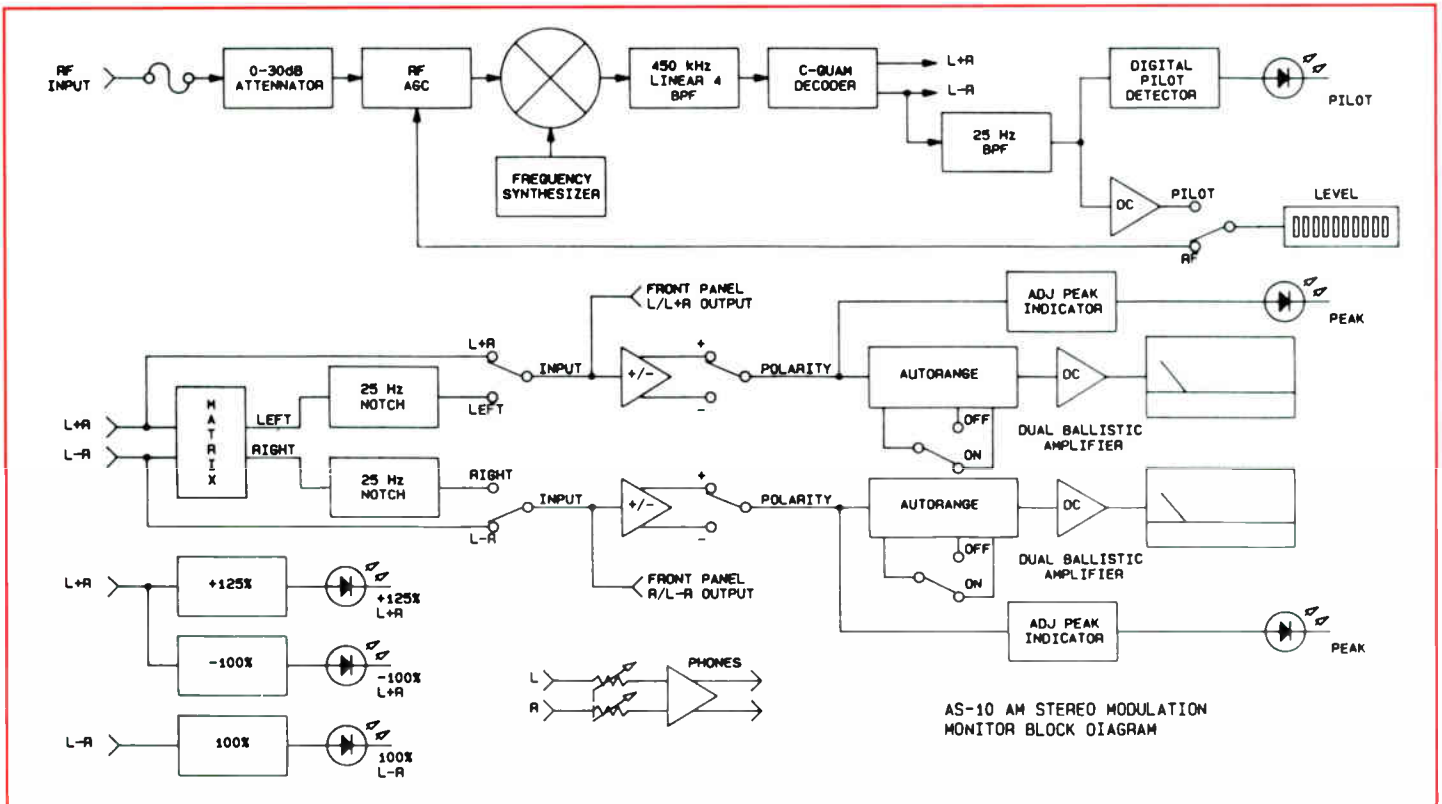 RF
INPUT
0-30dB
ATTENNATOR
RF
AGC
FREQUENCY
SYNTHESIZER
450 kHz
LINEAR 4
BPF
C-QUAM
DECODER
L+R
L-R
25 Hz
BPF
DIGITAL
PILOT
DETECTOR
PILOT
DC
PILOT
RF
LEVEL
FRONT PANEL
L/L+R OUTPUT
ADJ PEAK
INDICATOR
PEAK
L+R
L-R
MATRIX
LEFT
RIGHT
25 Hz
NOTCH
25 Hz
NOTCH
L+R
LEFT
INPUT
+/-
+
-
POLARITY
AUTORANGE
OFF
ON
DC
DUAL BALLISTIC
AMPLIFIER
RIGHT
L-R
INPUT
+/-
+
-
POLARITY
AUTORANGE
OFF
ON
DC
DUAL BALLISTIC
AMPLIFIER
FRONT PANEL
R/L-R OUTPUT
ADJ PEAK
INDICATOR
PEAK
L+R
+125%
+125%
L+R
-100%
-100%
L+R
L-R
100%
100%
L-R
L
R
PHONES
AS-10 AM STEREO MODULATION
MONITOR BLOCK DIAGRAM